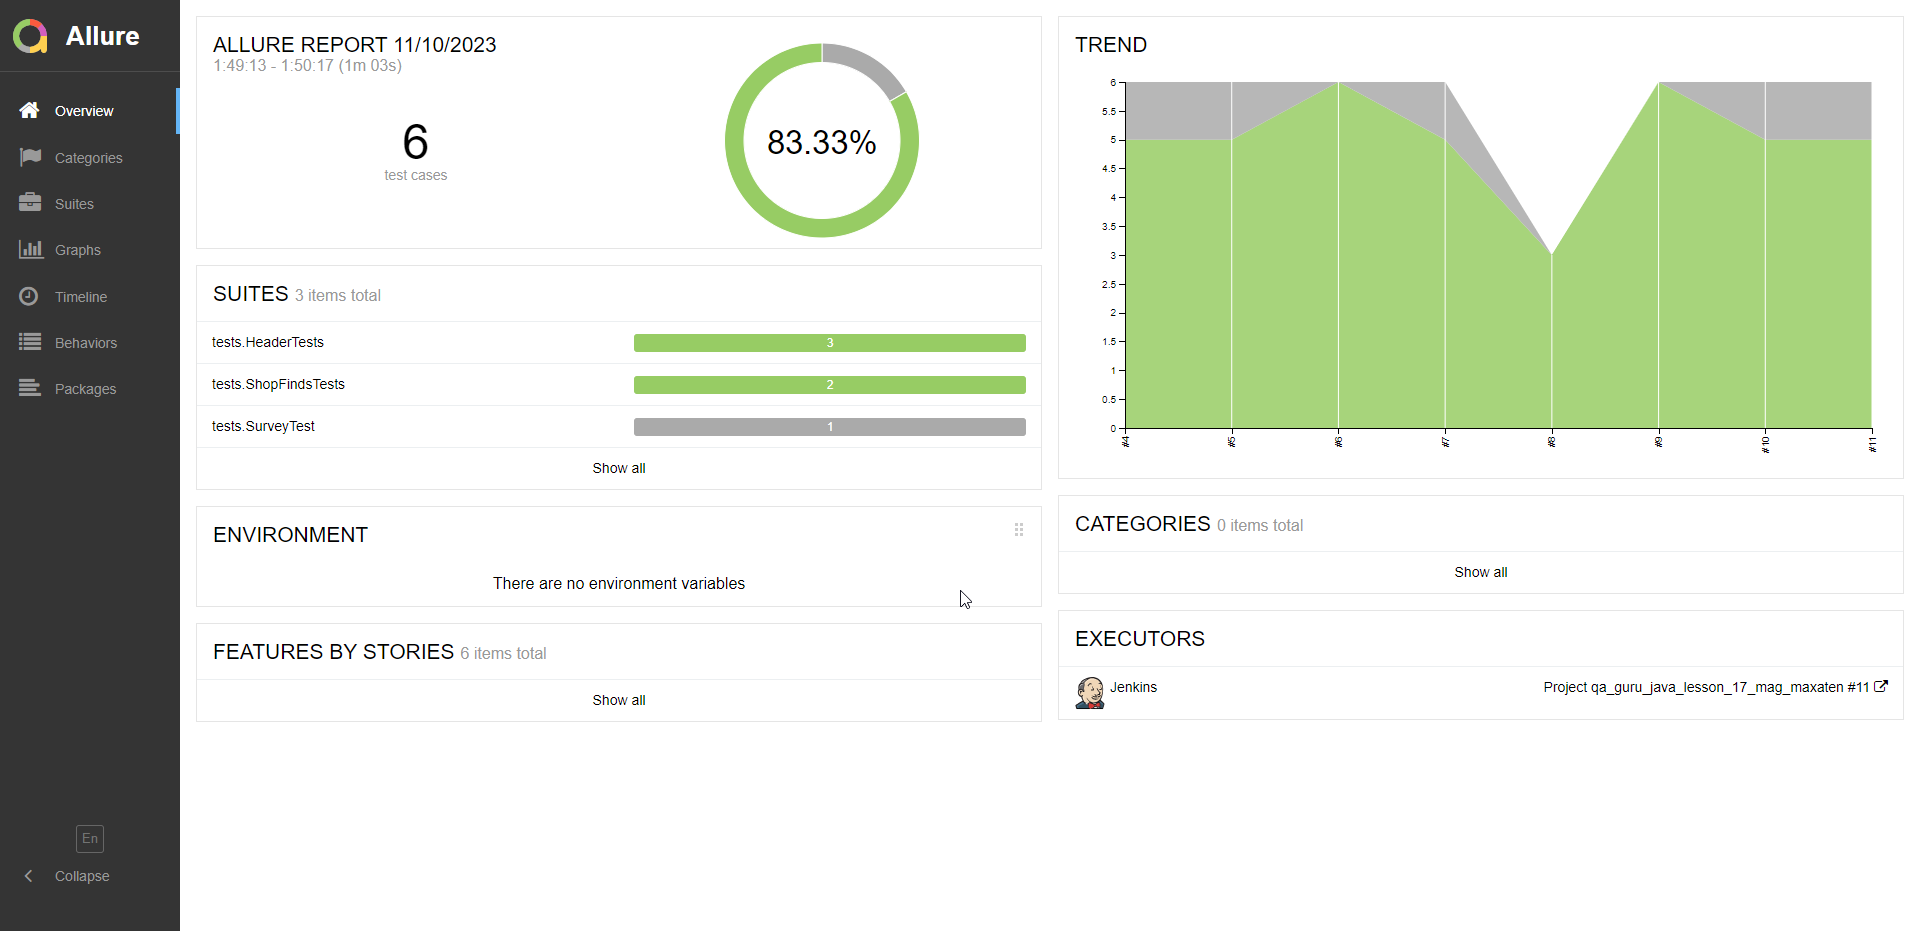 Allure
Overview
Categories
Suites
Graphs
Timeline
Behaviors
Packages
En
Collapse
ALLURE REPORT 11/10/2023
1:49:13 - 1:50:17 (1m 03s)
6
test cases
83.33%
SUITES 3 items total
tests.HeaderTests 3
tests.ShopFindsTests 2
tests.SurveyTest 1
Show all
ENVIRONMENT
There are no environment variables
FEATURES BY STORIES 6 items total
Show all
TREND
6
5.5
5
4.5
4
3.5
3
2.5
2
1.5
1
0.5
0
#4 #5 #6 #7 #8 #9 #10 #11
CATEGORIES 0 items total
Show all
EXECUTORS
Jenkins Project qa_guru_java_lesson_17_mag_maxaten #11